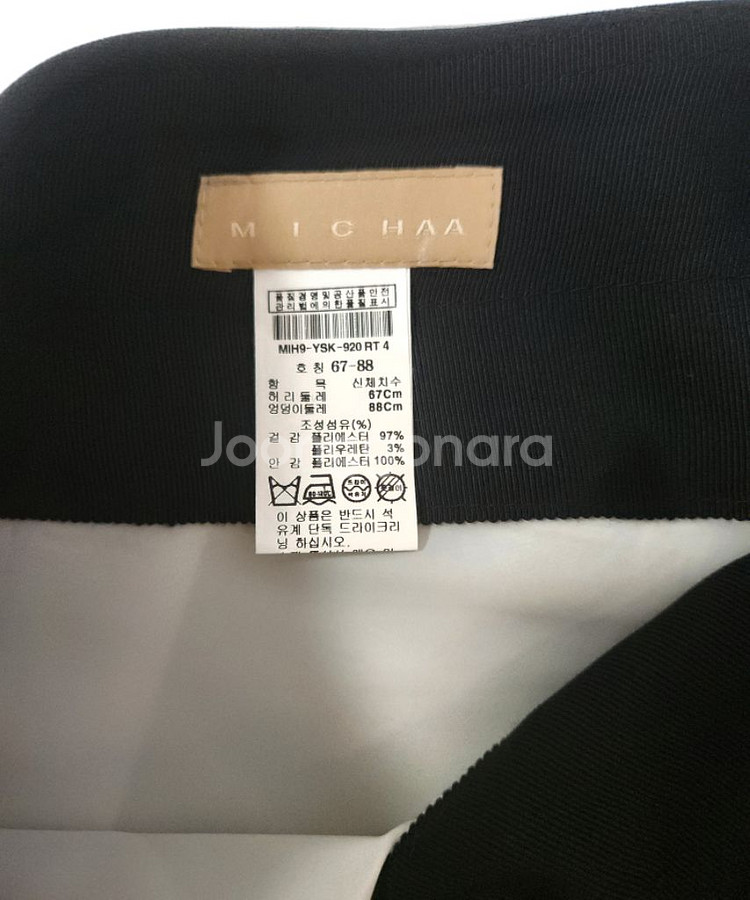 MICHAA
품질경영및공산품안전
관리법에의한품질표시
MIH9-YSK-920 RT 4
호칭 67-88
항 목 신체치수
허리둘레 67Cm
엉덩이둘레 88Cm
조성섬유(%)
겉감 폴리에스터 97%
폴리우레탄 3%
안감 폴리에스터 100%
이 상품은 반드시 석
유계 단독 드라이크리
닝 하십시오.
Joongonara